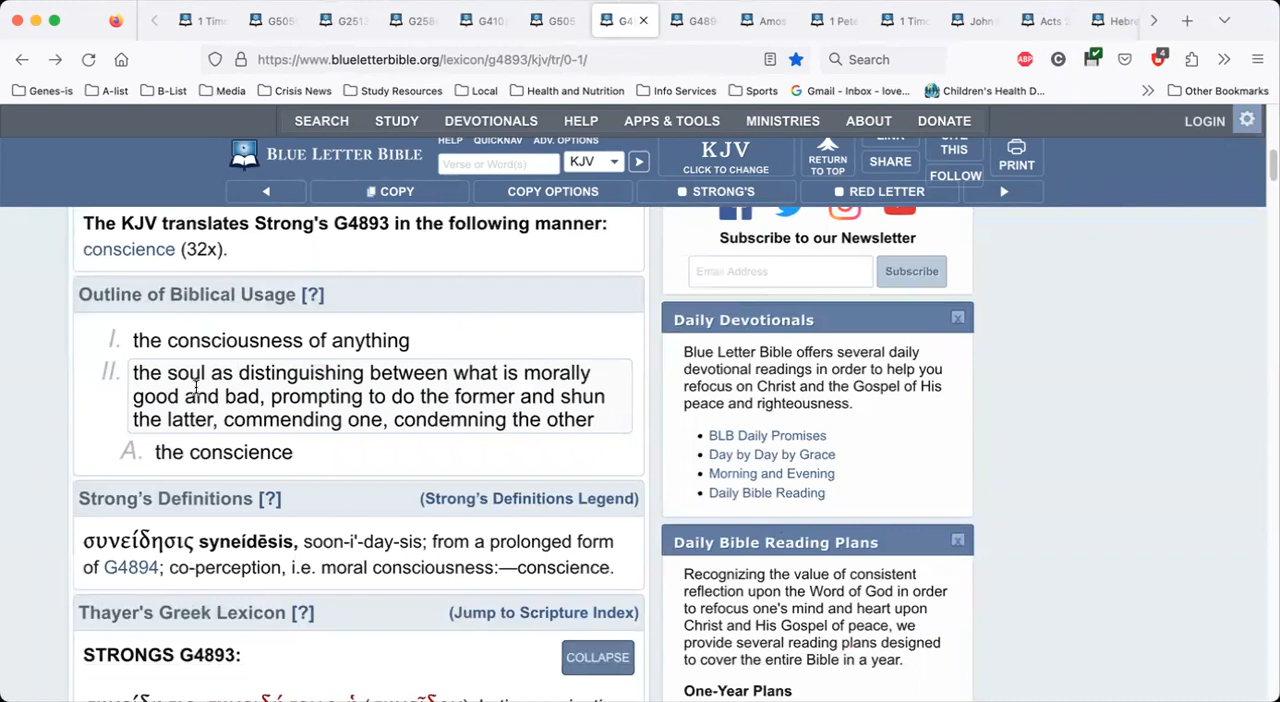 1 Time
G505
G2513
G258
G410
G505
G4
G489
Amos
1 Pete
1 Time
John
Acts
Hebre
https://www.blueletterbible.org/lexicon/g4893/kjv/tr/0-1/
Search
ABP
C
4
Genes-is
A-list
B-List
Media
Crisis News
Study Resources
Local
Health and Nutrition
Info Services
Sports
Gmail - Inbox - love...
Children's Health D...
Other Bookmarks
SEARCH
STUDY
DEVOTIONALS
HELP
APPS & TOOLS
MINISTRIES
ABOUT
DONATE
LOGIN
BLUE LETTER BIBLE
HELP
QUICKNAV
ADV. OPTIONS
Verse or Word(s)
KJV
KJV
CLICK TO CHANGE
RETURN
TO TOP
LINK
SHARE
CITE
THIS
FOLLOW
PRINT
COPY
COPY OPTIONS
STRONG'S
RED LETTER
The KJV translates Strong's G4893 in the following manner:
conscience (32x).
Outline of Biblical Usage [?]
I. the consciousness of anything
II. the soul as distinguishing between what is morally
good and bad, prompting to do the former and shun
the latter, commending one, condemning the other
A. the conscience
Strong's Definitions [?]
(Strong's Definitions Legend)
συνείδησις syneídēsis, soon-i'-day-sis; from a prolonged form
of G4894; co-perception, i.e. moral consciousness:—conscience.
Thayer's Greek Lexicon [?]
(Jump to Scripture Index)
STRONGS G4893:
COLLAPSE
Subscribe to our Newsletter
Email Address
Subscribe
Daily Devotionals
x
Blue Letter Bible offers several daily
devotional readings in order to help you
refocus on Christ and the Gospel of His
peace and righteousness.
• BLB Daily Promises
• Day by Day by Grace
• Morning and Evening
• Daily Bible Reading
Daily Bible Reading Plans
x
Recognizing the value of consistent
reflection upon the Word of God in order
to refocus one's mind and heart upon
Christ and His Gospel of peace, we
provide several reading plans designed
to cover the entire Bible in a year.
One-Year Plans